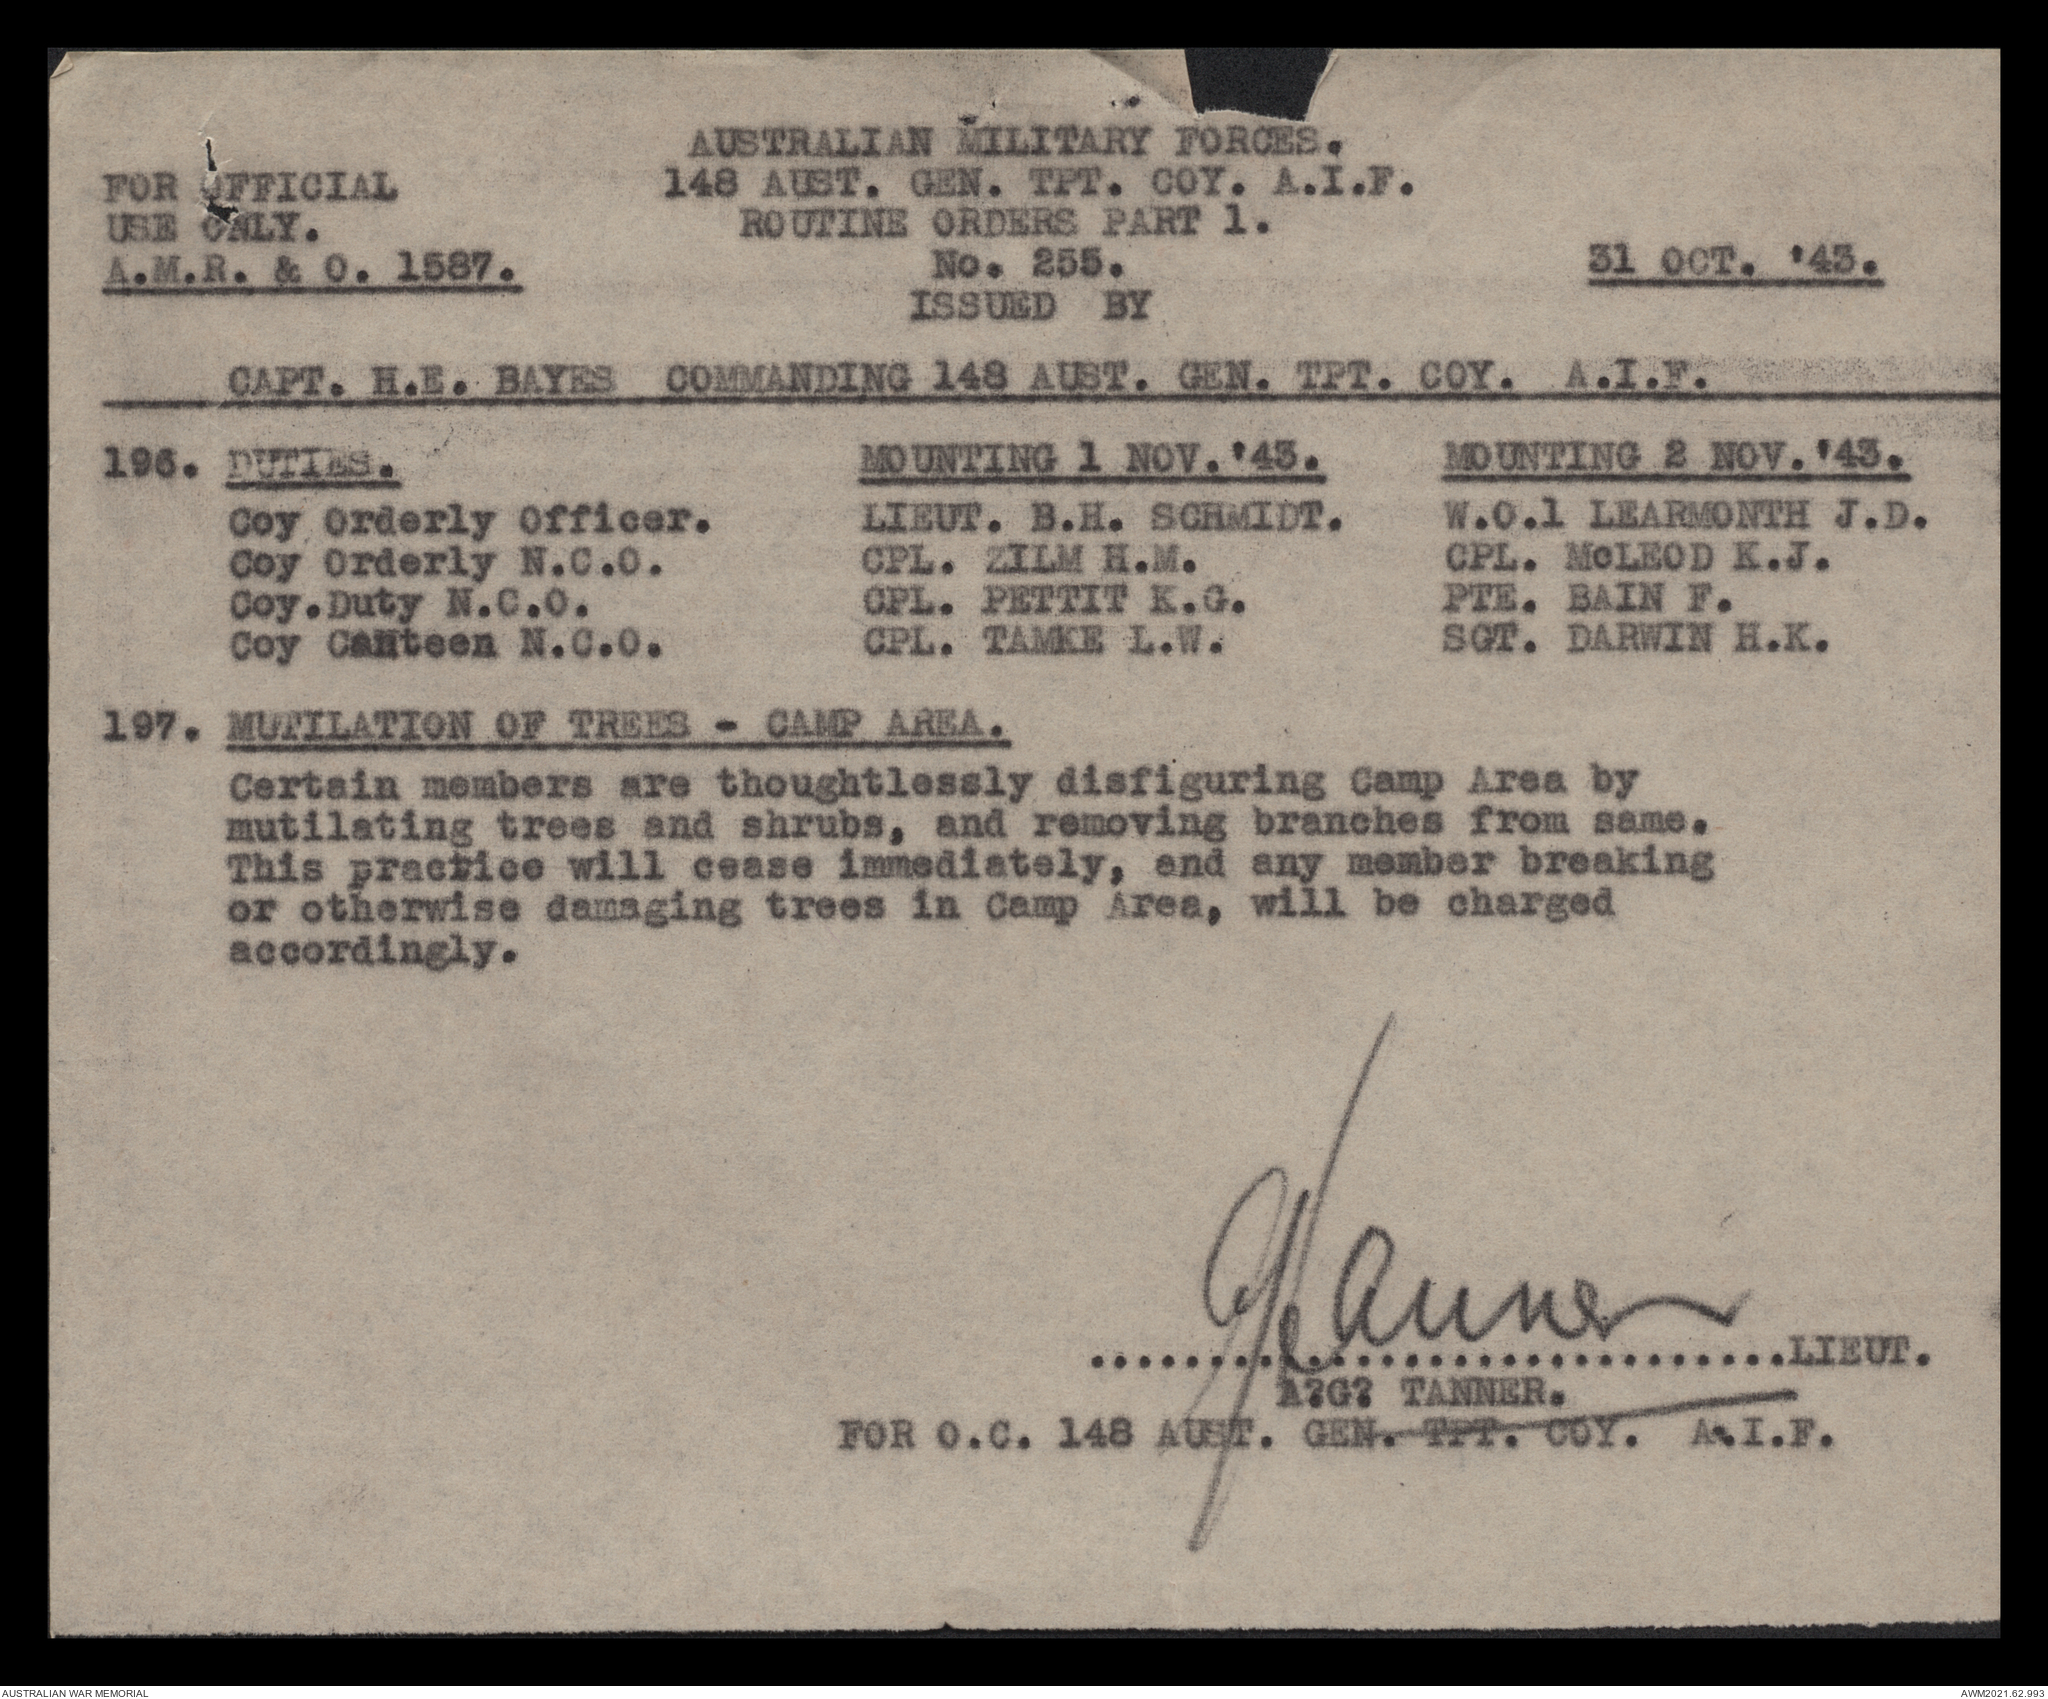 AUSTRALIAN MILITARY FORCES.
FOR OFFICIAL 148 AUST. GEN. TPT. COY. A.I.F.
USE ONLY. ROUTINE ORDERS PART 1.
A.M.R. & O. 1587. No. 255. 31 OCT. '43.
ISSUED BY
CAPT. H.E. BAYES COMMANDING 148 AUST. GEN. TPT. COY. A.I.F.
196. DUTIES. MOUNTING 1 NOV.'43. MOUNTING 2 NOV.'43.
Coy Orderly Officer. LIEUT. B.H. SCHMIDT. W.O.1 LEARMONTH J.D.
Coy Orderly N.C.O. CPL. ZILM H.M. CPL. McLEOD K.J.
Coy.Duty N.C.O. CPL. PETTIT K.G. PTE. BAIN F.
Coy Canteen N.C.O. CPL. TAMKE L.W. SGT. DARWIN H.K.
197. MUTILATION OF TREES - CAMP AREA.
Certain members are thoughtlessly disfiguring Camp Area by
mutilating trees and shrubs, and removing branches from same.
This practice will cease immediately, and any member breaking
or otherwise damaging trees in Camp Area, will be charged
accordingly.
AG Tanner
..............................LIEUT.
A?G? TANNER.
FOR O.C. 148 AUST. GEN. TPT. COY. A.I.F.
AUSTRALIAN WAR MEMORIAL AWM2021.62.993